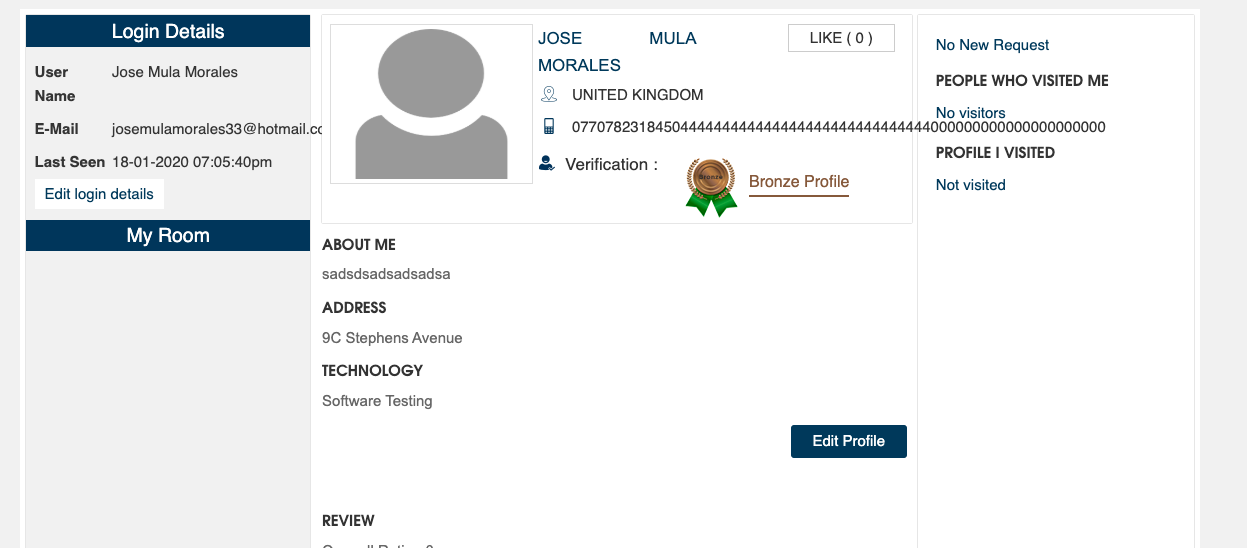 Login Details
User Name
Jose Mula Morales
E-Mail
josemulamorales33@hotmail.co
Last Seen 18-01-2020 07:05:40pm
Edit login details
My Room
JOSE MULA
MORALES
LIKE ( 0 )
UNITED KINGDOM
Verification :
Bronze
Bronze Profile
ABOUT ME
sadsdsadsadsadsa
ADDRESS
9C Stephens Avenue
TECHNOLOGY
Software Testing
Edit Profile
REVIEW
No New Request
PEOPLE WHO VISITED ME
No visitors
PROFILE I VISITED
Not visited